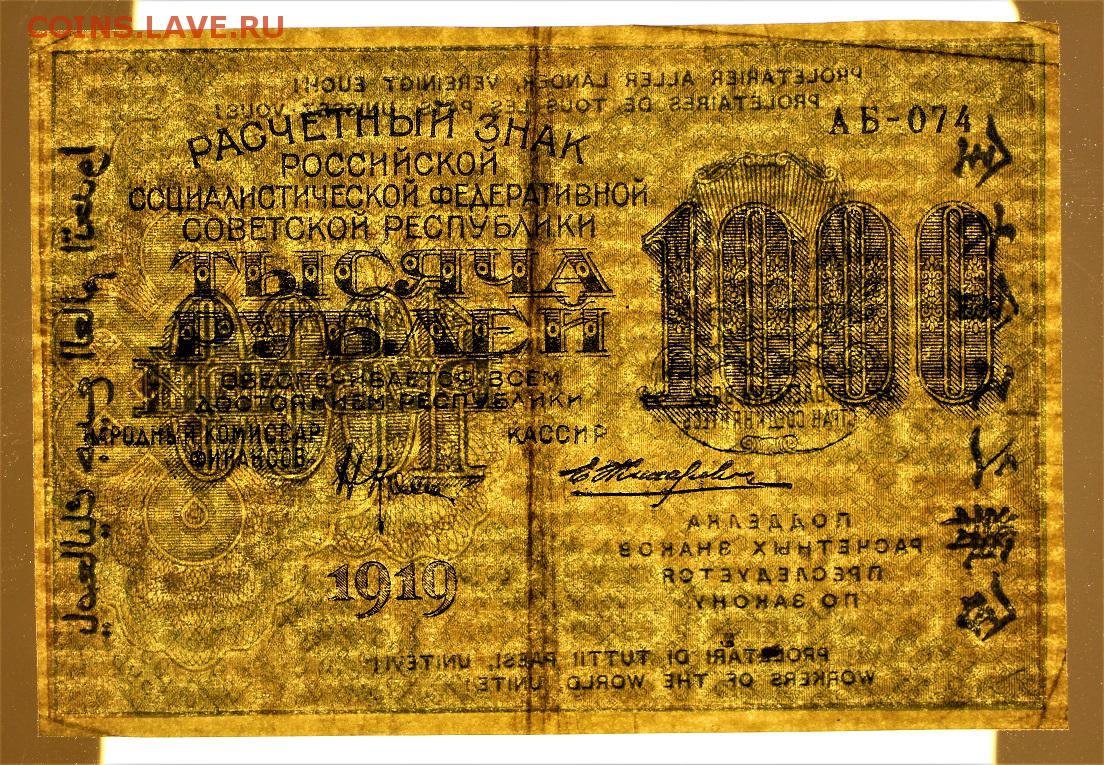 COINS.LAVE.RU
PROLETARIER ALLER LÄNDER, VEREINIGT EUCH!
PROLETAIRES DE TOUS LES PAYS, UNISSEZ-VOUS!
АБ-074
РАСЧЕТНЫЙ ЗНАК
РОССИЙСКОЙ
СОЦИАЛИСТИЧЕСКОЙ ФЕДЕРАТИВНОЙ
СОВЕТСКОЙ РЕСПУБЛИКИ
ТЫСЯЧА
РУБЛЕЙ
1000
ОБЕСПЕЧИВАЕТСЯ ВСЕМ
ДОСТОЯНИЕМ РЕСПУБЛИКИ
НАРОДНЫЙ КОМИССАР
ФИНАНСОВ
КАССИР
1919
ПОДДЕЛКА
РАСЧЕТНЫХ ЗНАКОВ
ПРЕСЛЕДУЕТСЯ
ПО ЗАКОНУ
PROLETARI DI TUTTI I PAESI, UNITEVI!
WORKERS OF THE WORLD UNITE!